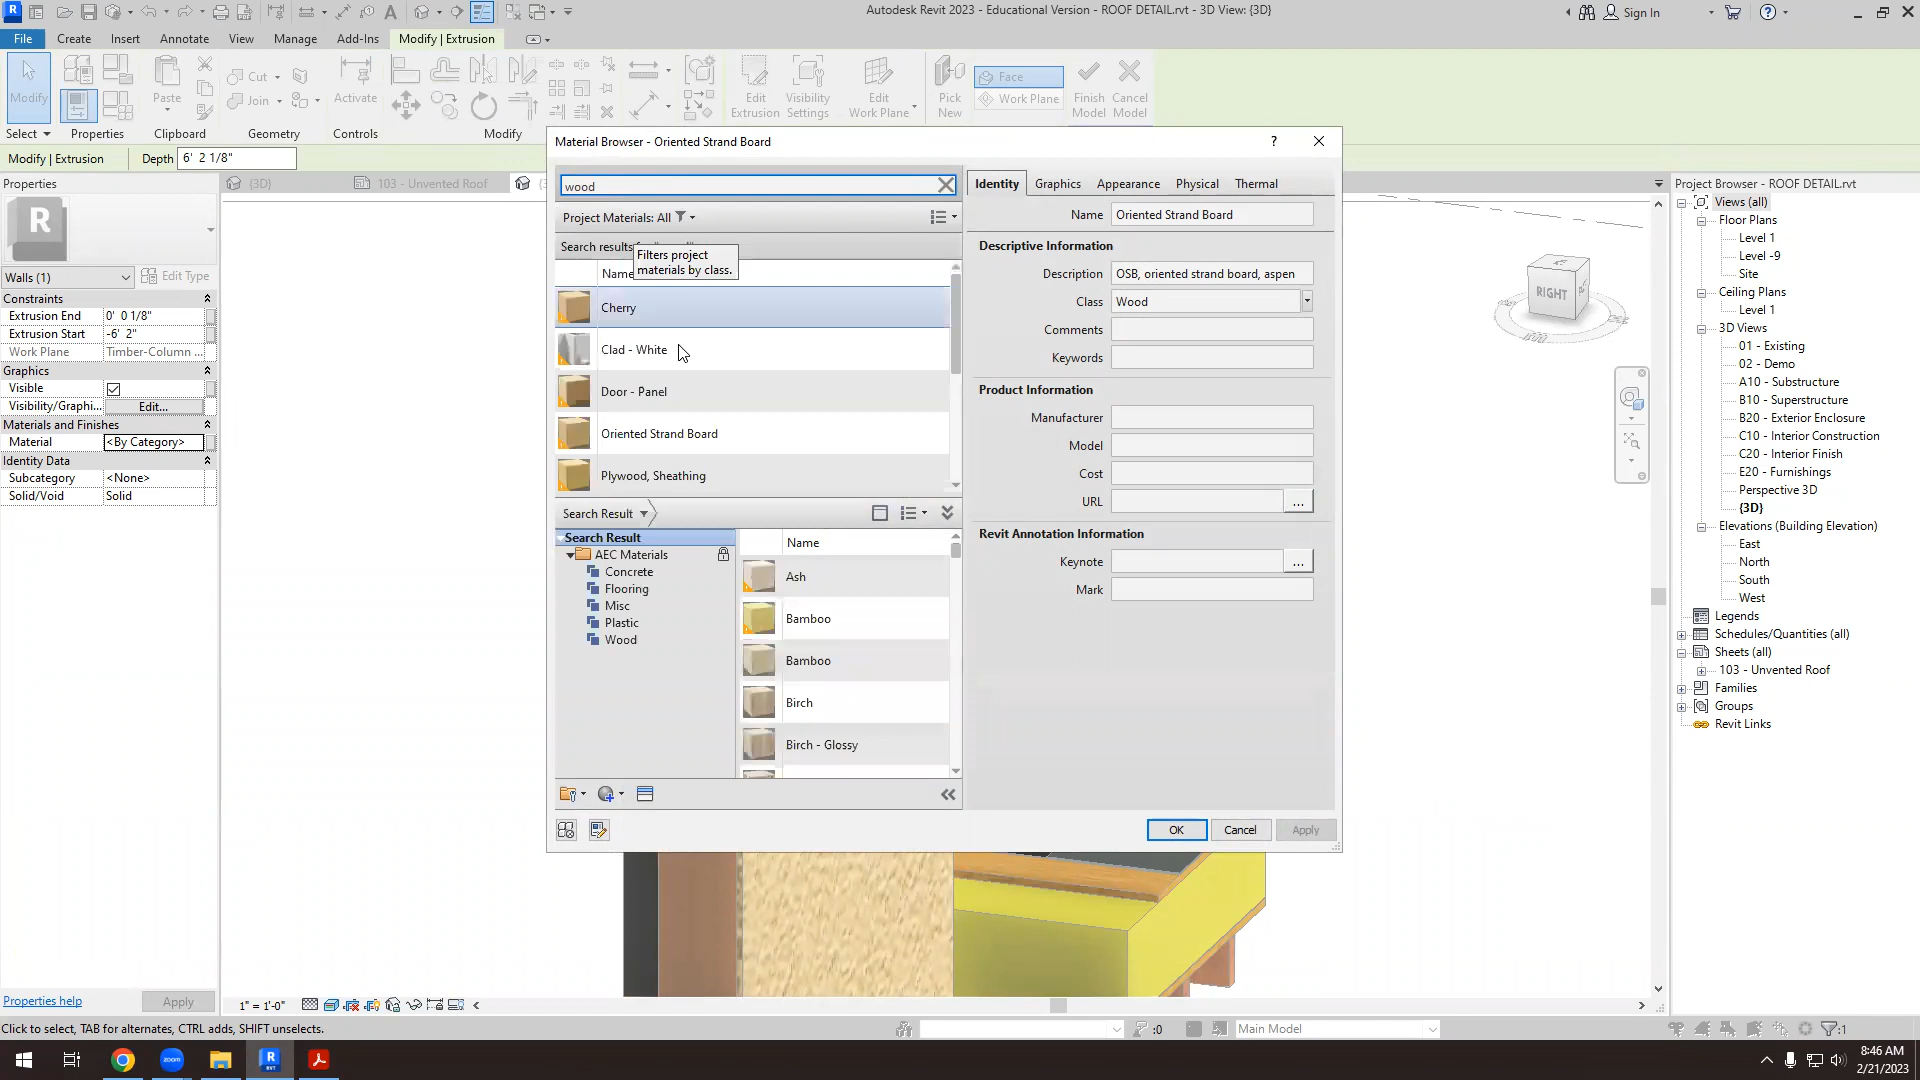 Autodesk Revit 2023 - Educational Version - ROOF DETAIL.rvt - 3D View: {3D}
Sign In
File Create Insert Annotate View Manage Add-Ins Modify | Extrusion
Modify Paste Cut Join Activate Edit Extrusion Visibility Settings Edit Work Plane Pick New Face Work Plane Finish Model Cancel Model
Select Properties Clipboard Geometry Controls Modify
Modify | Extrusion Depth 6' 2 1/8"
Properties
{3D} 103 - Unvented Roof
Walls (1) Edit Type
Constraints
Extrusion End 0' 0 1/8"
Extrusion Start -6' 2"
Work Plane Timber-Column ...
Graphics
Visible
Visibility/Graphi... Edit...
Materials and Finishes
Material <By Category>
Identity Data
Subcategory <None>
Solid/Void Solid
Properties help Apply
Material Browser - Oriented Strand Board
wood
Project Materials: All
Search results
Filters project
materials by class.
Name
Cherry
Clad - White
Door - Panel
Oriented Strand Board
Plywood, Sheathing
Search Result
Search Result
AEC Materials
Concrete
Flooring
Misc
Plastic
Wood
Name
Ash
Bamboo
Bamboo
Birch
Birch - Glossy
Identity Graphics Appearance Physical Thermal
Name Oriented Strand Board
Descriptive Information
Description OSB, oriented strand board, aspen
Class Wood
Comments
Keywords
Product Information
Manufacturer
Model
Cost
URL ...
Revit Annotation Information
Keynote ...
Mark
OK Cancel Apply
RIGHT
Project Browser - ROOF DETAIL.rvt
Views (all)
Floor Plans
Level 1
Level -9
Site
Ceiling Plans
Level 1
3D Views
01 - Existing
02 - Demo
A10 - Substructure
B10 - Superstructure
B20 - Exterior Enclosure
C10 - Interior Construction
C20 - Interior Finish
E20 - Furnishings
Perspective 3D
{3D}
Elevations (Building Elevation)
East
North
South
West
Legends
Schedules/Quantities (all)
Sheets (all)
103 - Unvented Roof
Families
Groups
Revit Links
1" = 1'-0"
Click to select, TAB for alternates, CTRL adds, SHIFT unselects.
:0 Main Model :1
zoom
8:46 AM
2/21/2023